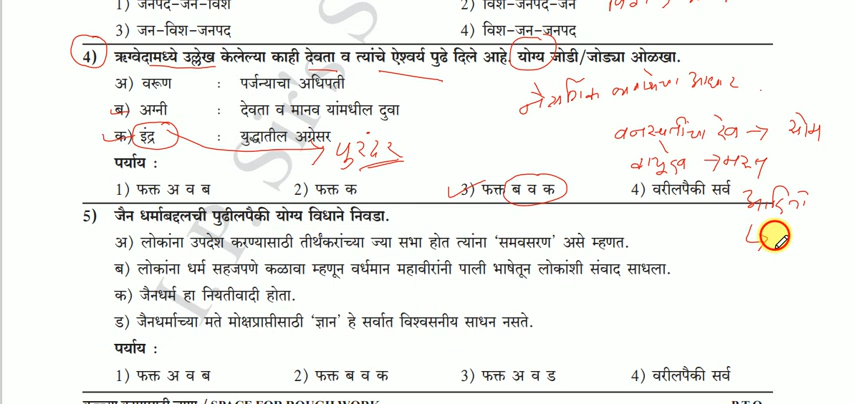 1) जनपद-जन-विश
2) विश-जनपद-जन
3) जन-विश-जनपद
4) विश-जन-जनपद
4) ऋग्वेदामध्ये उल्लेख केलेल्या काही देवता व त्यांचे ऐश्वर्य पुढे दिले आहे. योग्य जोडी/जोड्या ओळखा.
अ) वरूण : पर्जन्याचा अधिपती
ब) अग्नी : देवता व मानव यांमधील दुवा
क) इंद्र : युद्धातील अग्रेसर
पुरंदर
वनस्पतींचा देव → सोम
वायुदेव → मरुत
पर्याय :
1) फक्त अ व ब
2) फक्त क
3) फक्त ब व क
4) वरीलपैकी सर्व
5) जैन धर्माबद्दलची पुढीलपैकी योग्य विधाने निवडा.
अ) लोकांना उपदेश करण्यासाठी तीर्थंकरांच्या ज्या सभा होत त्यांना ‘समवसरण’ असे म्हणत.
ब) लोकांना धर्म सहजपणे कळावा म्हणून वर्धमान महावीरांनी पाली भाषेतून लोकांशी संवाद साधला.
क) जैनधर्म हा नियतीवादी होता.
ड) जैनधर्माच्या मते मोक्षप्राप्तीसाठी ‘ज्ञान’ हे सर्वात विश्वसनीय साधन नसते.
पर्याय :
1) फक्त अ व ब
2) फक्त ब व क
3) फक्त अ व ड
4) वरीलपैकी सर्व
/ SPACE FOR ROUGH WORK
P.T.O.